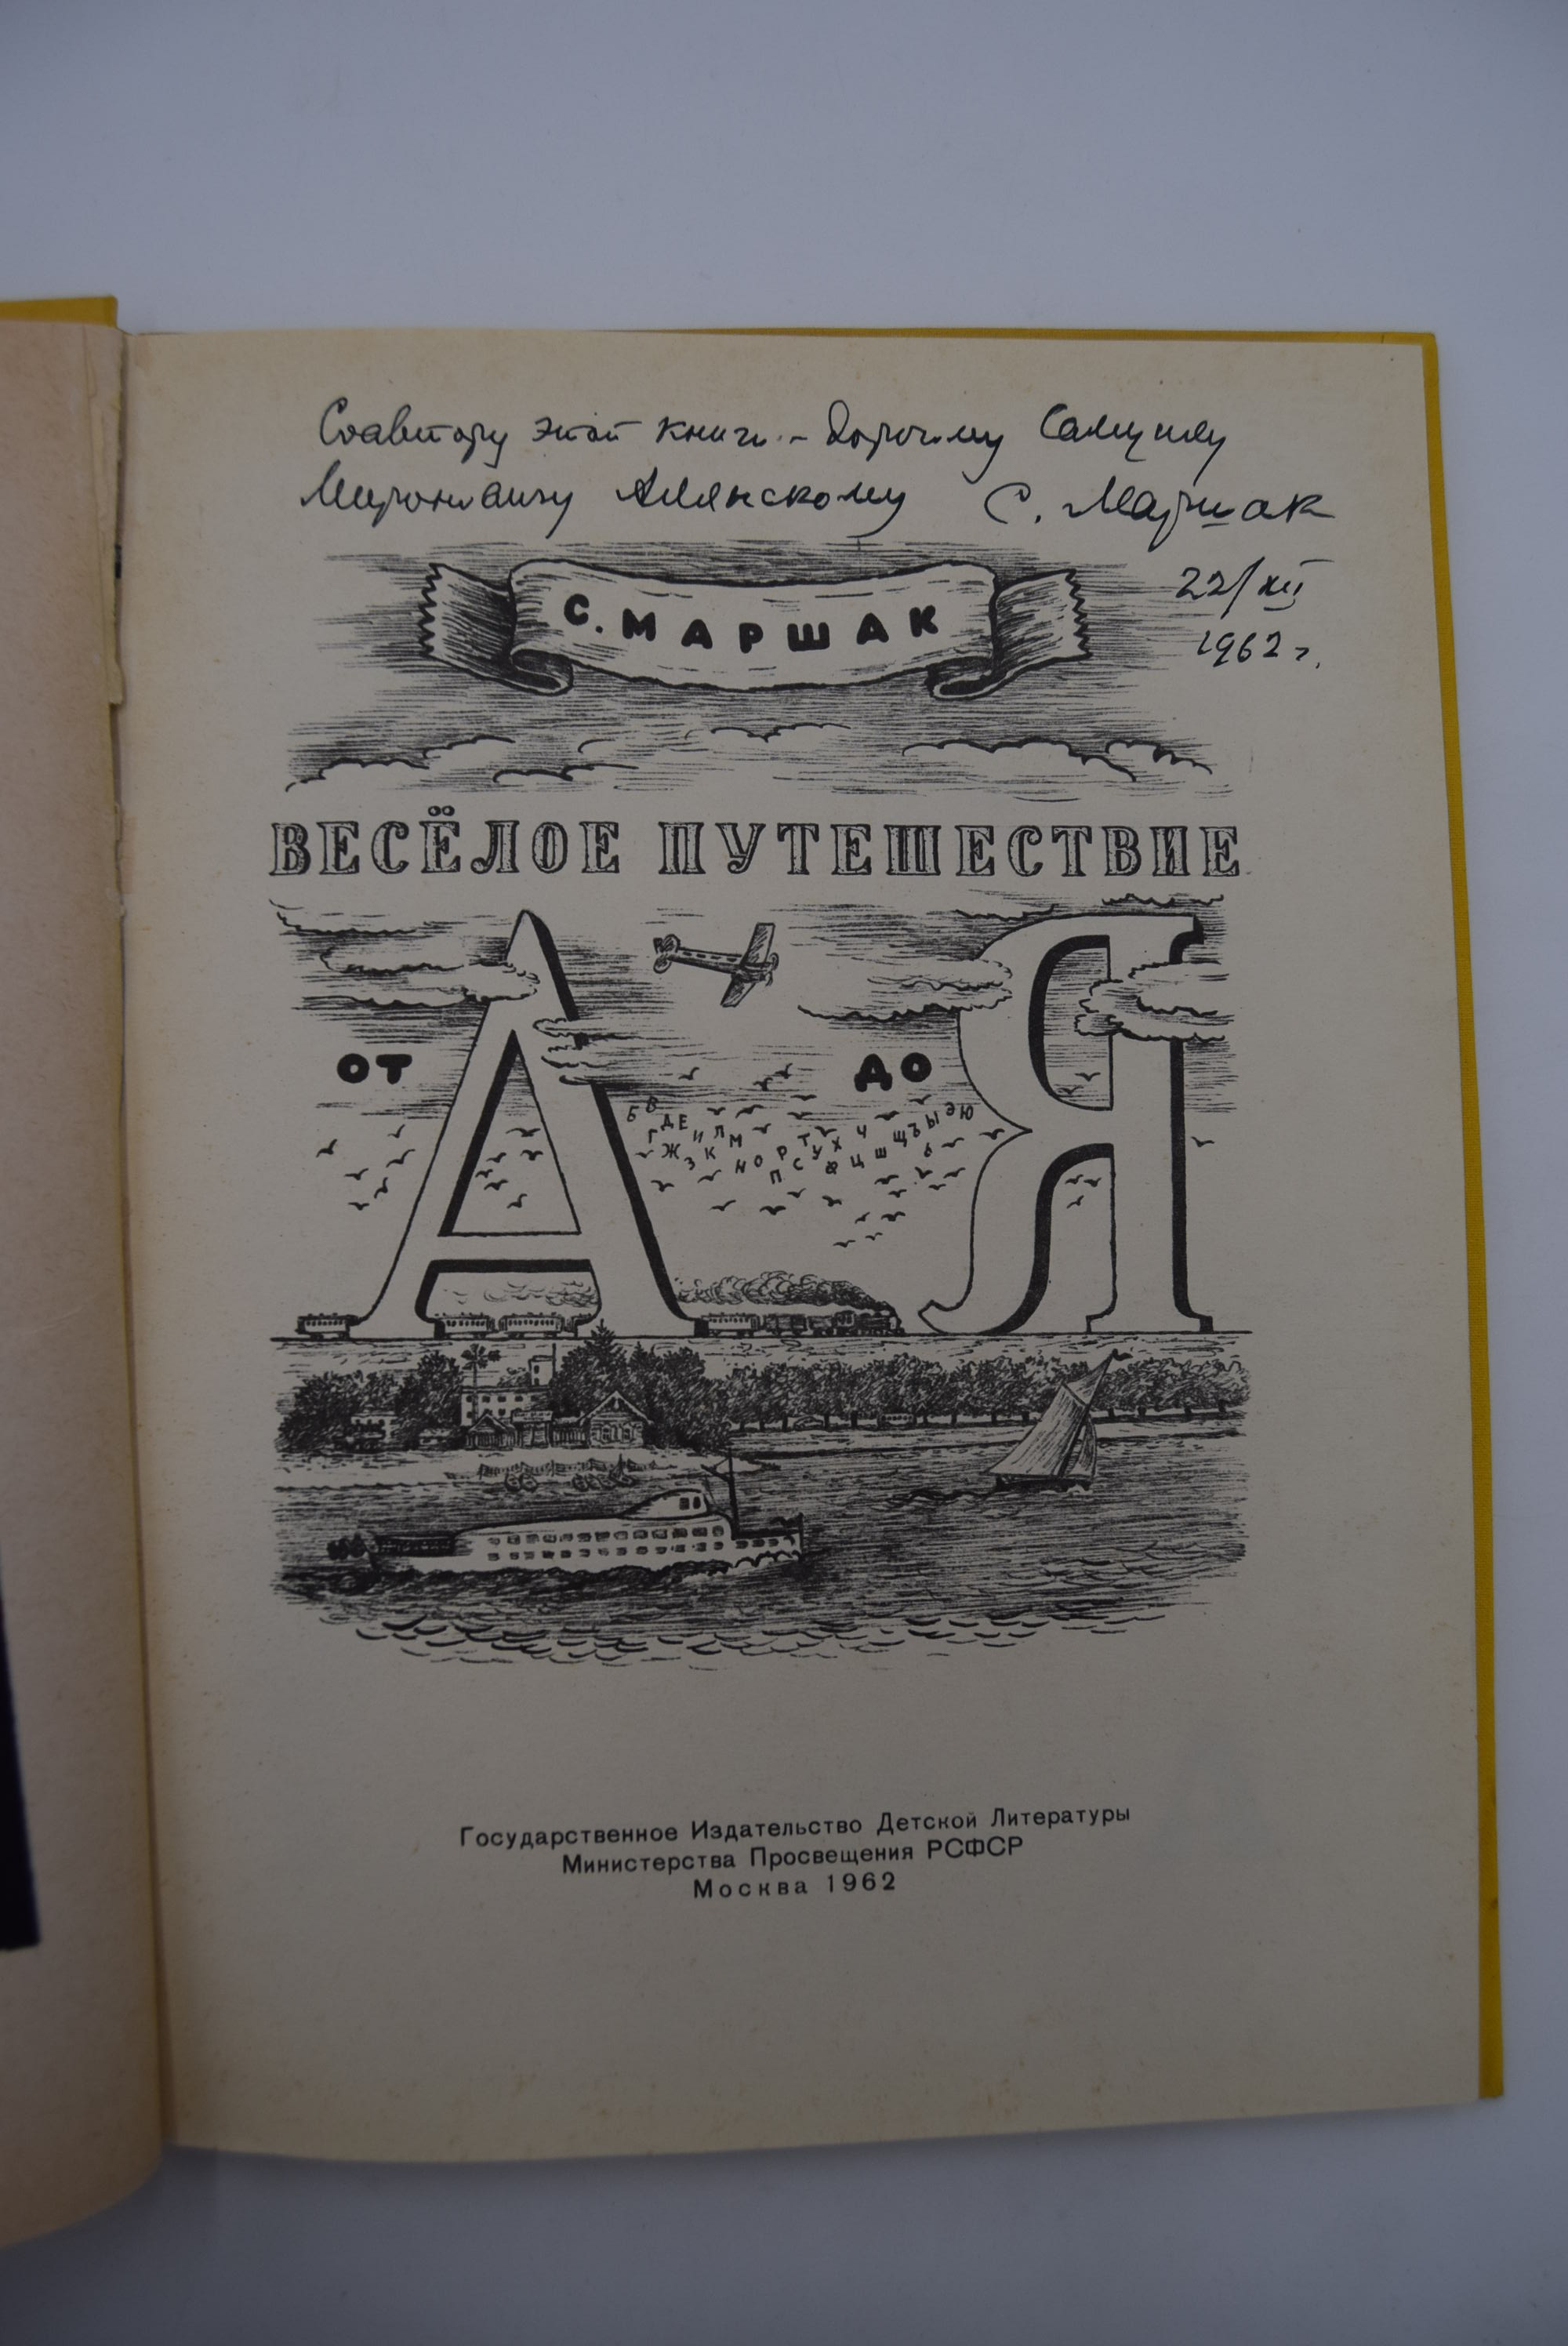 Соавтору этой книги - дорогому Самуилу
Мироновичу Алянскому С. Маршак
22/XII
1962 г.
С. МАРШАК
ВЕСЁЛОЕ ПУТЕШЕСТВИЕ
ОТ А ДО Я
Б В Г Д Е Ж З И К Л М Н О П Р С Т У Ф Х Ц Ч Ш Щ Ъ Ы Ь Э Ю
Государственное Издательство Детской Литературы
Министерства Просвещения РСФСР
Москва 1962